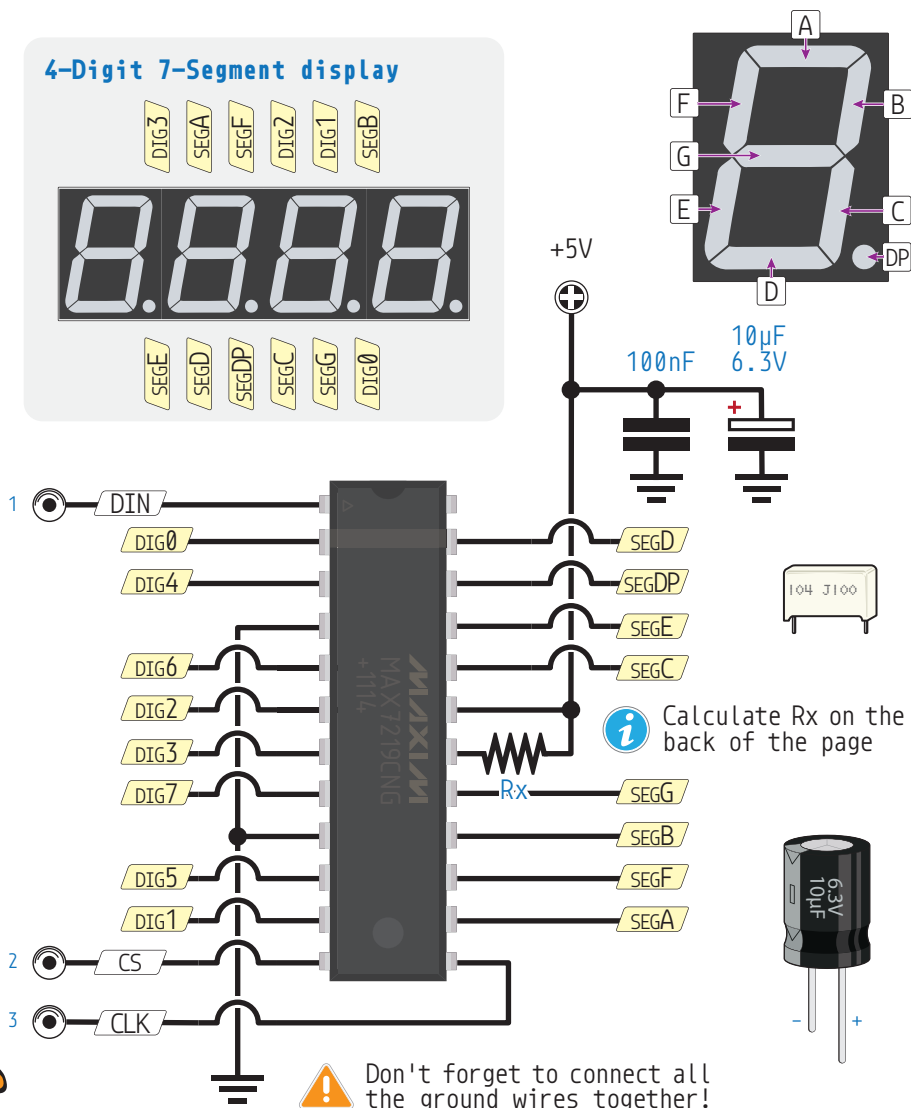 4-Digit 7-Segment display
DIG3 SEGA SEGF DIG2 DIG1 SEGB
SEGE SEGD SEGDP SEGC SEGG DIG0
A
F
B
G
E
C
DP
D
+5V
100nF
10µF
6.3V
+
1 DIN
DIG0
DIG4
DIG6
DIG2
DIG3
DIG7
DIG5
DIG1
2 CS
3 CLK
MAXIM
MAX7219CNG
+1114
SEGD
SEGDP
SEGE
SEGC
Rx
SEGG
SEGB
SEGF
SEGA
104 J100
i
Calculate Rx on the
back of the page
6.3V
10µF
- +
!
Don't forget to connect all
the ground wires together!